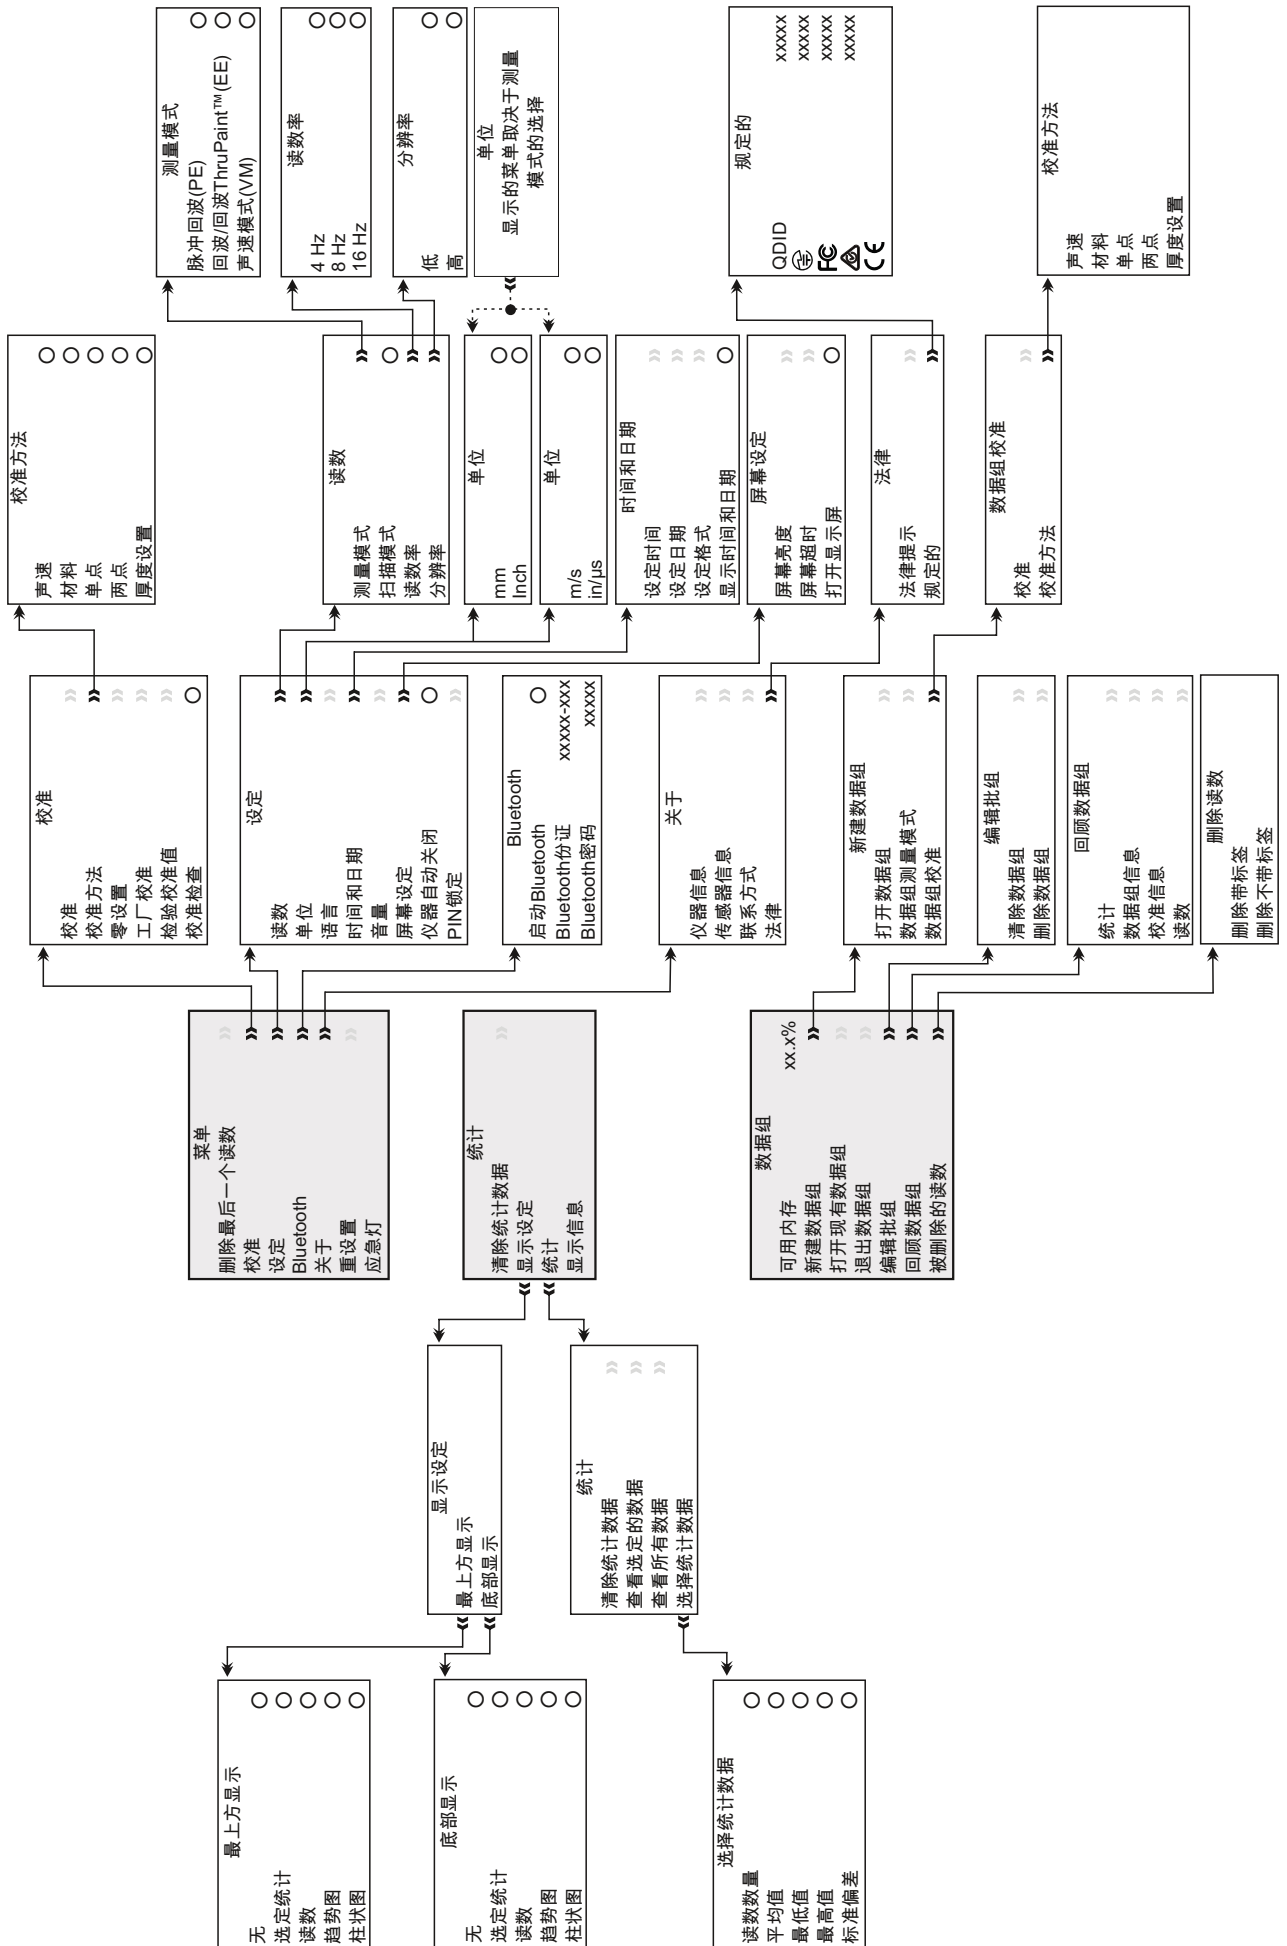 菜单
删除最后一个读数
校准
设定
Bluetooth
关于
重设置
应急灯
校准
校准
校准方法
零设置
工厂校准
检验校准值
校准检查
校准方法
声速
材料
单点
两点
厚度设置
设定
读数
单位
语言
时间和日期
音量
屏幕设定
仪器自动关闭
PIN锁定
读数
测量模式
扫描模式
读数率
分辨率
测量模式
脉冲回波(PE)
回波/回波ThruPaint™(EE)
声速模式(VM)
读数率
4 Hz
8 Hz
16 Hz
分辨率
低
高
单位
显示的菜单取决于测量
模式的选择
单位
mm
Inch
单位
m/s
in/µs
时间和日期
设定时间
设定日期
设定格式
显示时间和日期
屏幕设定
屏幕亮度
屏幕超时
打开显示屏
Bluetooth
启动Bluetooth
Bluetooth份证 xxxxx-xxx
Bluetooth密码 xxxxx
关于
仪器信息
传感器信息
联系方式
法律
法律
法律提示
规定的
规定的
QDID xxxxx
xxxxx
FC xxxxx
xxxxx
CE
统计
清除统计数据
显示设定
统计
显示信息
显示设定
最上方显示
底部显示
最上方显示
无
选定统计
读数
趋势图
柱状图
底部显示
无
选定统计
读数
趋势图
柱状图
统计
清除统计数据
查看选定的数据
查看所有数据
选择统计数据
选择统计数据
读数数量
平均值
最低值
最高值
标准偏差
数据组
可用内存 xx.x%
新建数据组
打开现有数据组
退出数据组
编辑批组
回顾数据组
被删除的读数
新建数据组
打开数据组
数据组测量模式
数据组校准
数据组校准
校准
校准方法
校准方法
声速
材料
单点
两点
厚度设置
编辑批组
清除数据组
删除数据组
回顾数据组
统计
数据组信息
校准信息
读数
删除读数
删除带标签
删除不带标签